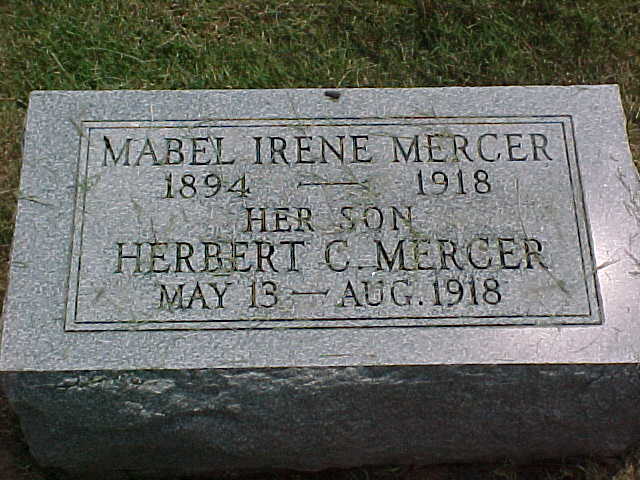 MABEL IRENE MERCER
1894 — 1918
HER SON
HERBERT C. MERCER
MAY 13 — AUG. 1918